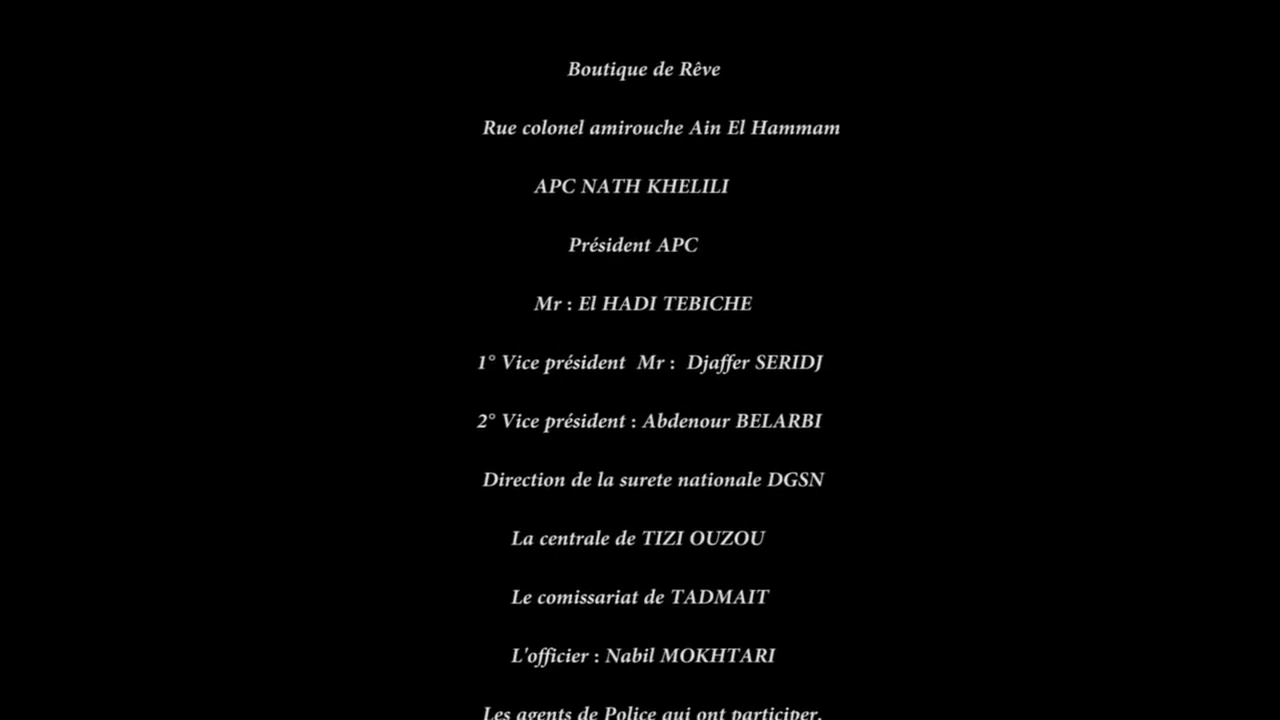 Boutique de Rêve
Rue colonel amirouche Ain El Hammam
APC NATH KHELILI
Président APC
Mr : El HADI TEBICHE
1° Vice président Mr : Djaffer SERIDJ
2° Vice président : Abdenour BELARBI
Direction de la surete nationale DGSN
La centrale de TIZI OUZOU
Le comissariat de TADMAIT
L'officier : Nabil MOKHTARI
Les agents de Police qui ont participer.